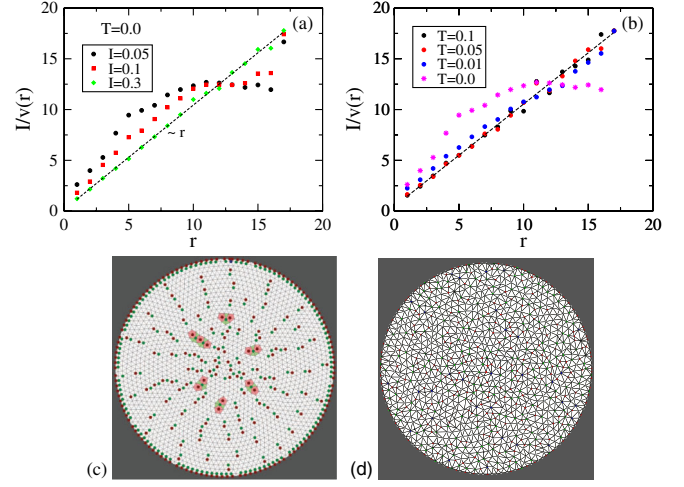 (a)
T=0.0
I=0.05
I=0.1
I=0.3
~ r
I/v(r)
20
15
10
5
0
0 5 10 15 20
r
(b)
T=0.1
T=0.05
T=0.01
T=0.0
I/v(r)
20
15
10
5
0
0 5 10 15 20
r
(c)
(d)